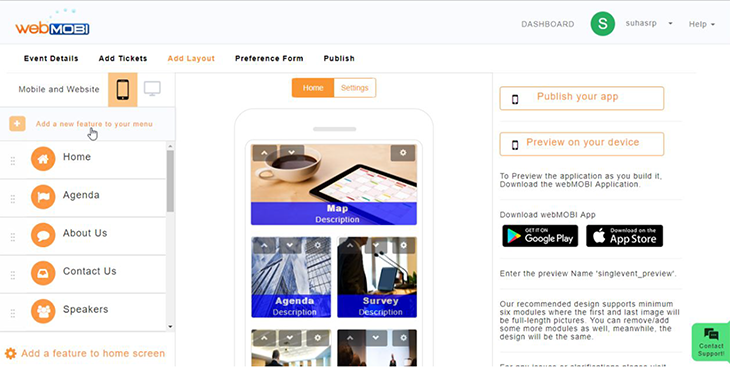 webMOBI
DASHBOARD
S
suhasrp
Help
Event Details
Add Tickets
Add Layout
Preference Form
Publish
Mobile and Website
Add a new feature to your menu
Home
Agenda
About Us
Contact Us
Speakers
Add a feature to home screen
Home
Settings
Map
Description
Agenda
Description
Survey
Description
Publish your app
Preview on your device
To Preview the application as you build it,
Download the webMOBI Application.
Download webMOBI App
GET IT ON
Google Play
Download on the
App Store
Enter the preview Name 'singlevent_preview'.
Our recommended design supports minimum
six modules where the first and last image will
be full-length pictures. You can remove/add
some more modules as well, meanwhile, the
design will be the same.
Contact
Support!